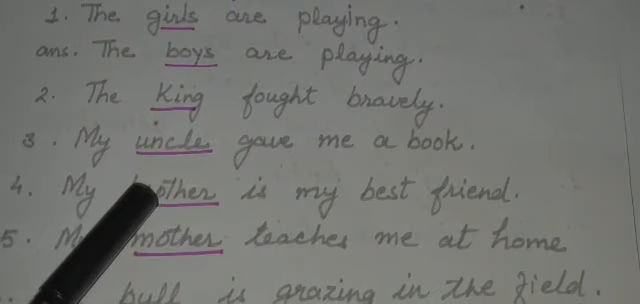 1. The girls are playing.
ans. The boys are playing.
2. The King fought bravely.
3. My uncle gave me a book.
4. My is my best friend.
5. mother teaches me at home
bull is grazing in the field.